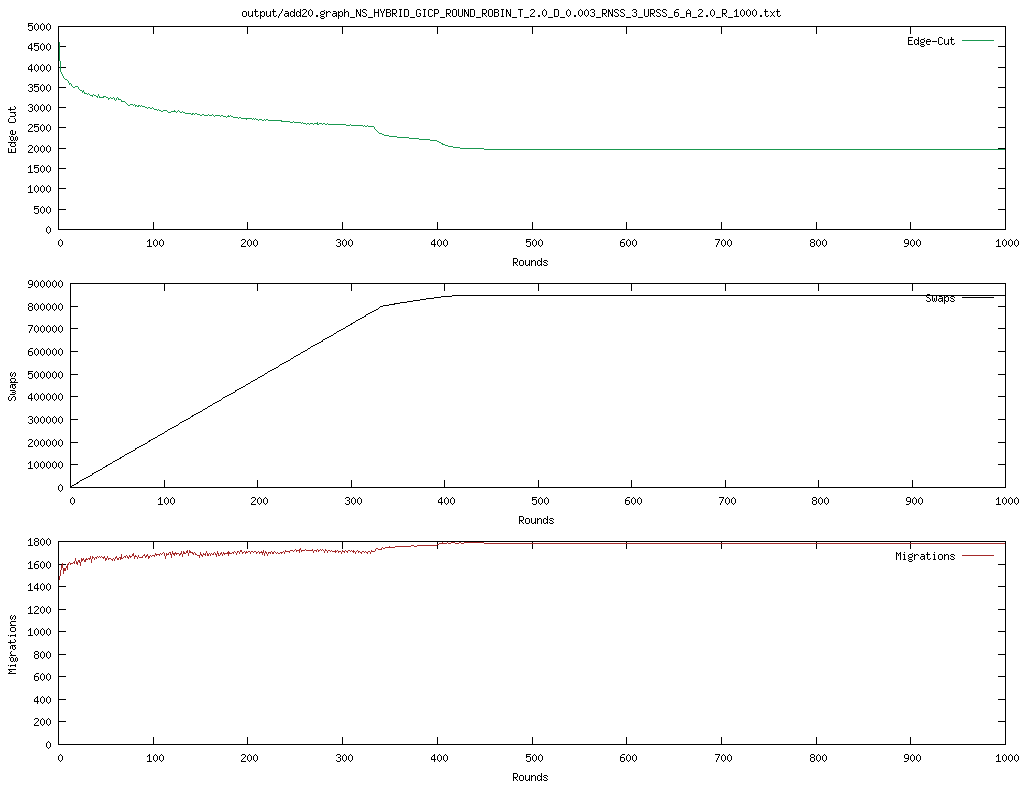 output/add20.graph_NS_HYBRID_GICP_ROUND_ROBIN_T_2.0_D_0.003_RNSS_3_URSS_6_A_2.0_R_1000.txt
5000
4500
4000
3500
3000
2500
2000
1500
1000
500
0
Edge Cut
Edge-Cut
0 100 200 300 400 500 600 700 800 900 1000
Rounds
900000
800000
700000
600000
500000
400000
300000
200000
100000
0
Swaps
Swaps
0 100 200 300 400 500 600 700 800 900 1000
Rounds
1800
1600
1400
1200
1000
800
600
400
200
0
Migrations
Migrations
0 100 200 300 400 500 600 700 800 900 1000
Rounds